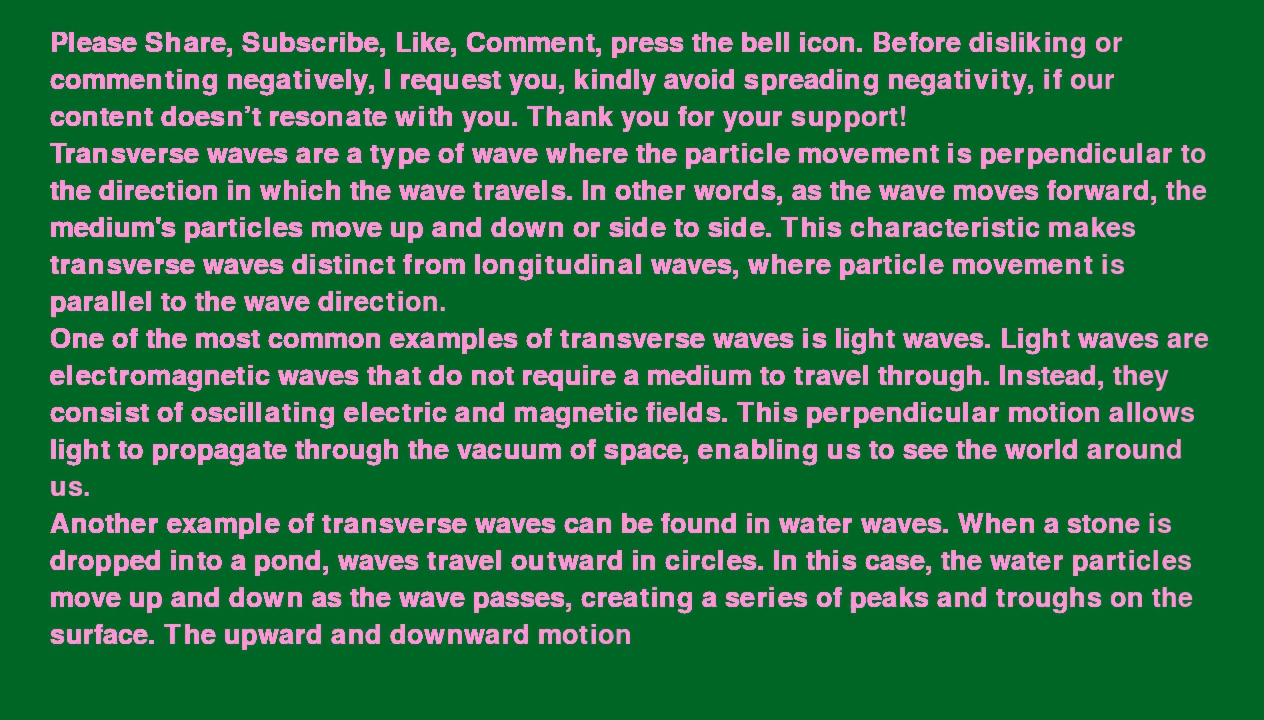 Please Share, Subscribe, Like, Comment, press the bell icon. Before disliking or
commenting negatively, I request you, kindly avoid spreading negativity, if our
content doesn’t resonate with you. Thank you for your support!
Transverse waves are a type of wave where the particle movement is perpendicular to
the direction in which the wave travels. In other words, as the wave moves forward, the
medium's particles move up and down or side to side. This characteristic makes
transverse waves distinct from longitudinal waves, where particle movement is
parallel to the wave direction.
One of the most common examples of transverse waves is light waves. Light waves are
electromagnetic waves that do not require a medium to travel through. Instead, they
consist of oscillating electric and magnetic fields. This perpendicular motion allows
light to propagate through the vacuum of space, enabling us to see the world around
us.
Another example of transverse waves can be found in water waves. When a stone is
dropped into a pond, waves travel outward in circles. In this case, the water particles
move up and down as the wave passes, creating a series of peaks and troughs on the
surface. The upward and downward motion